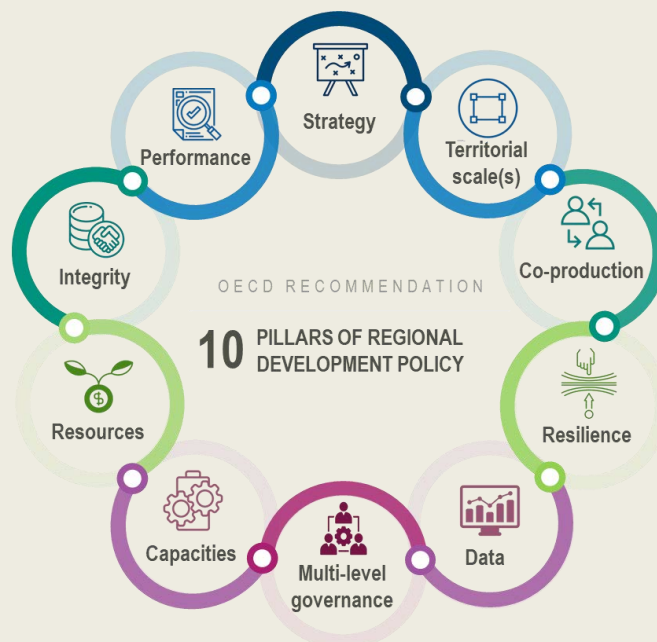 Strategy
Territorial
scale(s)
Co-production
Resilience
Data
Multi-level
governance
Capacities
Resources
Integrity
Performance
OECD RECOMMENDATION
10 PILLARS OF REGIONAL
DEVELOPMENT POLICY
$